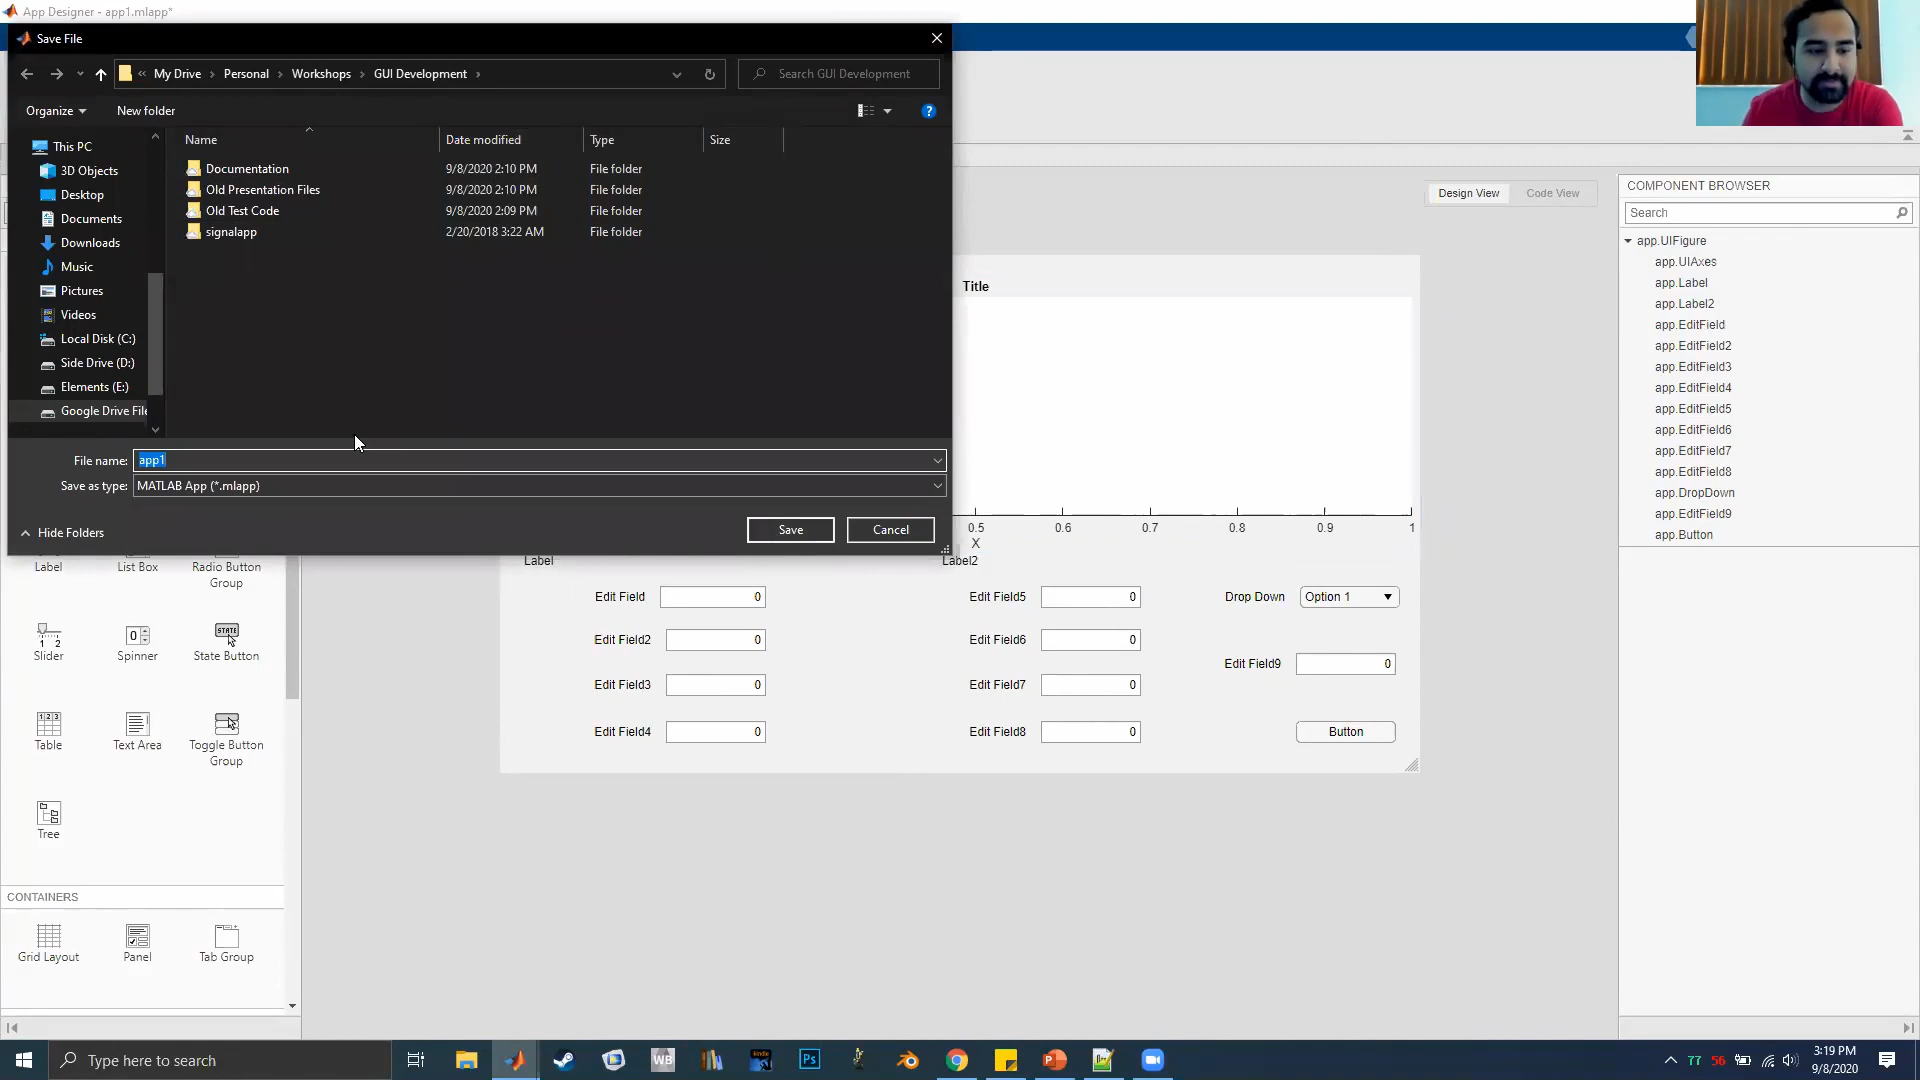 App Designer - app1.mlapp*
Save File
« My Drive > Personal > Workshops > GUI Development >
Search GUI Development
Organize
New folder
This PC
3D Objects
Desktop
Documents
Downloads
Music
Pictures
Videos
Local Disk (C:)
Side Drive (D:)
Elements (E:)
Google Drive File
Name Date modified Type Size
Documentation 9/8/2020 2:10 PM File folder
Old Presentation Files 9/8/2020 2:10 PM File folder
Old Test Code 9/8/2020 2:09 PM File folder
signalapp 2/20/2018 3:22 AM File folder
File name: app1
Save as type: MATLAB App (*.mlapp)
Hide Folders
Save
Cancel
Label
List Box
Radio Button
Group
Slider
0
Spinner
STATE
State Button
1 2 3
Table
Text Area
Toggle Button
Group
Tree
CONTAINERS
Grid Layout
Panel
Tab Group
Design View
Code View
Title
0.5 0.6 0.7 0.8 0.9 1
X
Label
Label2
Edit Field 0
Edit Field2 0
Edit Field3 0
Edit Field4 0
Edit Field5 0
Edit Field6 0
Edit Field7 0
Edit Field8 0
Drop Down Option 1
Edit Field9 0
Button
COMPONENT BROWSER
Search
app.UIFigure
app.UIAxes
app.Label
app.Label2
app.EditField
app.EditField2
app.EditField3
app.EditField4
app.EditField5
app.EditField6
app.EditField7
app.EditField8
app.DropDown
app.EditField9
app.Button
Type here to search
WB
kindle
Ps
77
56
3:19 PM
9/8/2020